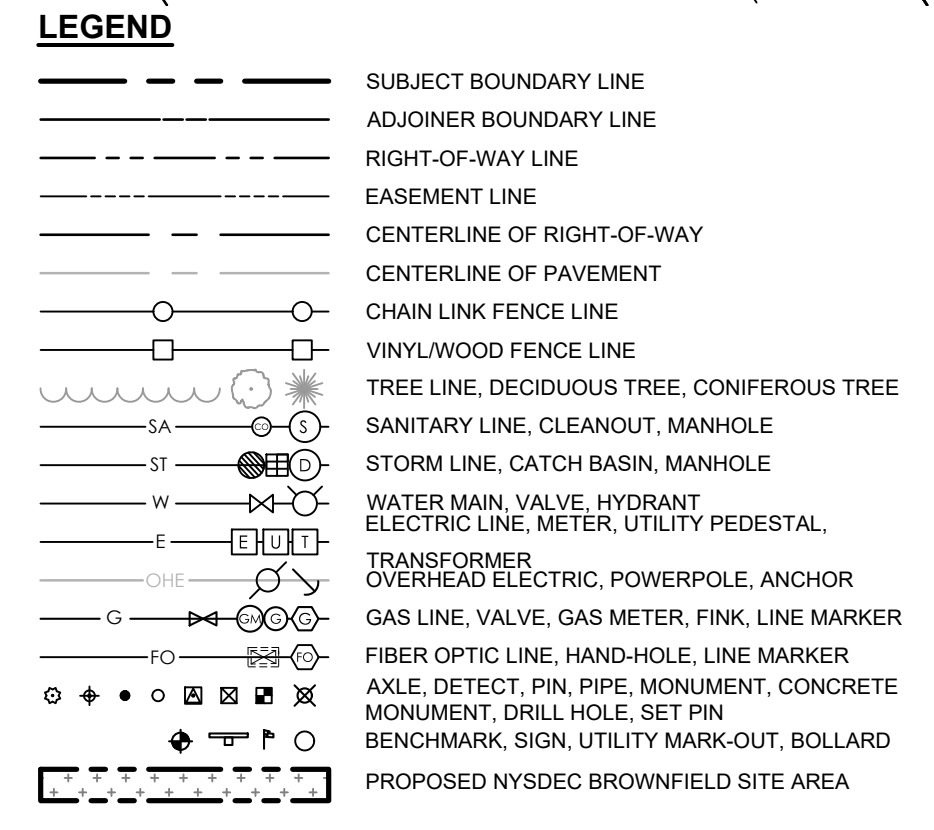 LEGEND
SUBJECT BOUNDARY LINE
ADJOINER BOUNDARY LINE
RIGHT-OF-WAY LINE
EASEMENT LINE
CENTERLINE OF RIGHT-OF-WAY
CENTERLINE OF PAVEMENT
CHAIN LINK FENCE LINE
VINYL/WOOD FENCE LINE
TREE LINE, DECIDUOUS TREE, CONIFEROUS TREE
SA CO S SANITARY LINE, CLEANOUT, MANHOLE
ST D STORM LINE, CATCH BASIN, MANHOLE
W WATER MAIN, VALVE, HYDRANT
E E U T ELECTRIC LINE, METER, UTILITY PEDESTAL,
TRANSFORMER
OHE OVERHEAD ELECTRIC, POWERPOLE, ANCHOR
G GM G G GAS LINE, VALVE, GAS METER, FINK, LINE MARKER
FO FO FIBER OPTIC LINE, HAND-HOLE, LINE MARKER
AXLE, DETECT, PIN, PIPE, MONUMENT, CONCRETE
MONUMENT, DRILL HOLE, SET PIN
BENCHMARK, SIGN, UTILITY MARK-OUT, BOLLARD
PROPOSED NYSDEC BROWNFIELD SITE AREA